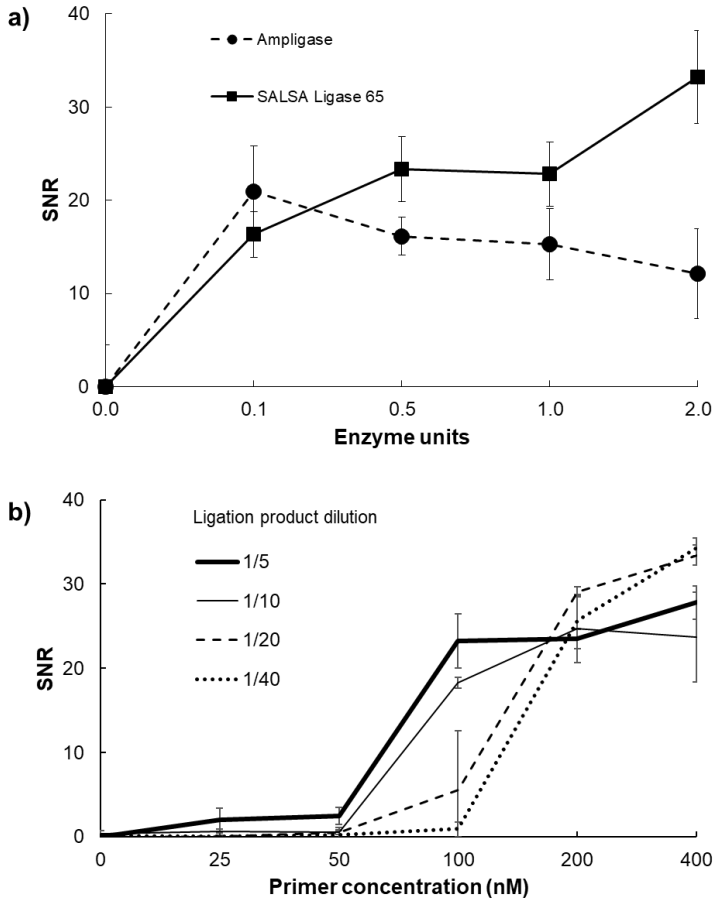 a)
40
30
20
10
0
SNR
Ampligase
SALSA Ligase 65
0.0 0.1 0.5 1.0 2.0
Enzyme units
b)
40
30
20
10
0
SNR
Ligation product dilution
1/5
1/10
1/20
1/40
0 25 50 100 200 400
Primer concentration (nM)